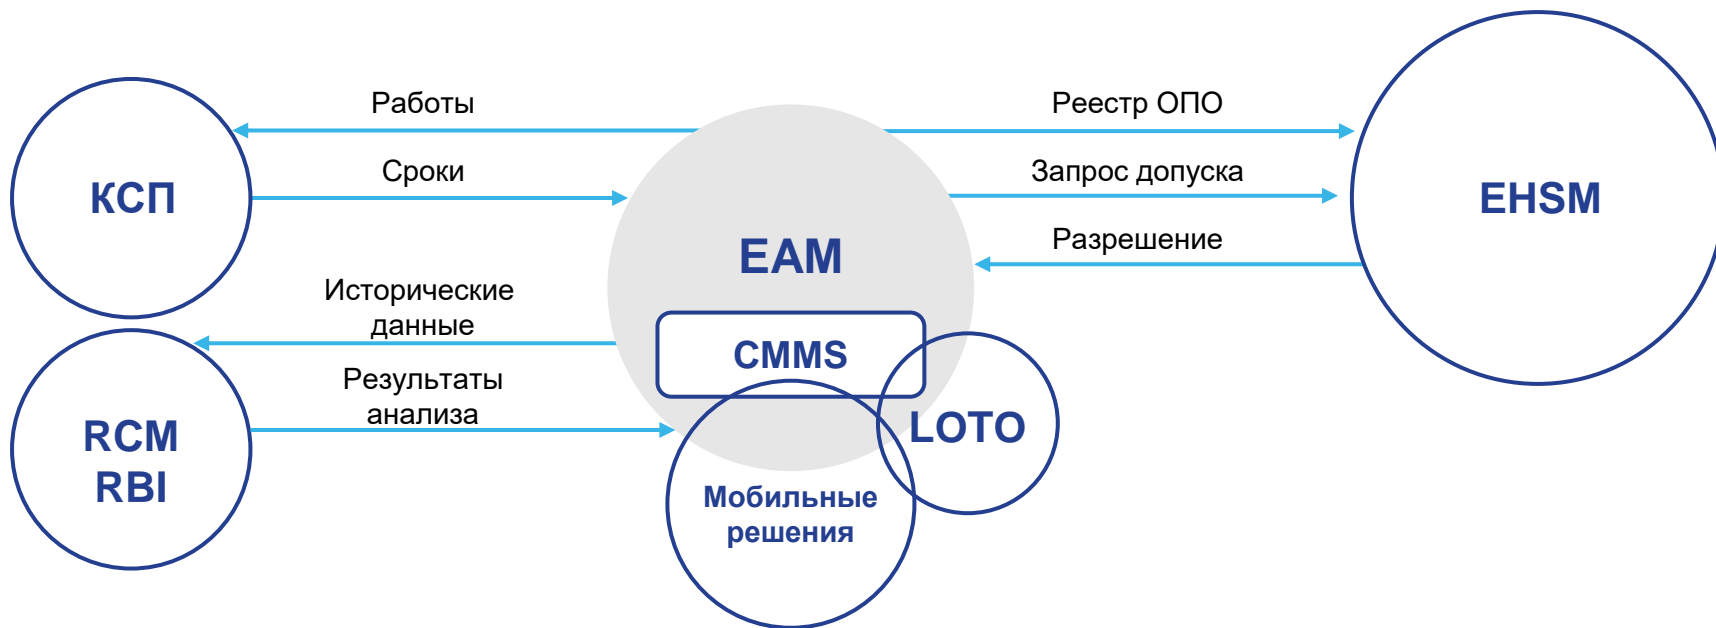 Работы
Сроки
КСП
Исторические
данные
Результаты
анализа
RCM
RBI
EAM
CMMS
LOTO
Мобильные
решения
Реестр ОПО
Запрос допуска
Разрешение
EHSM